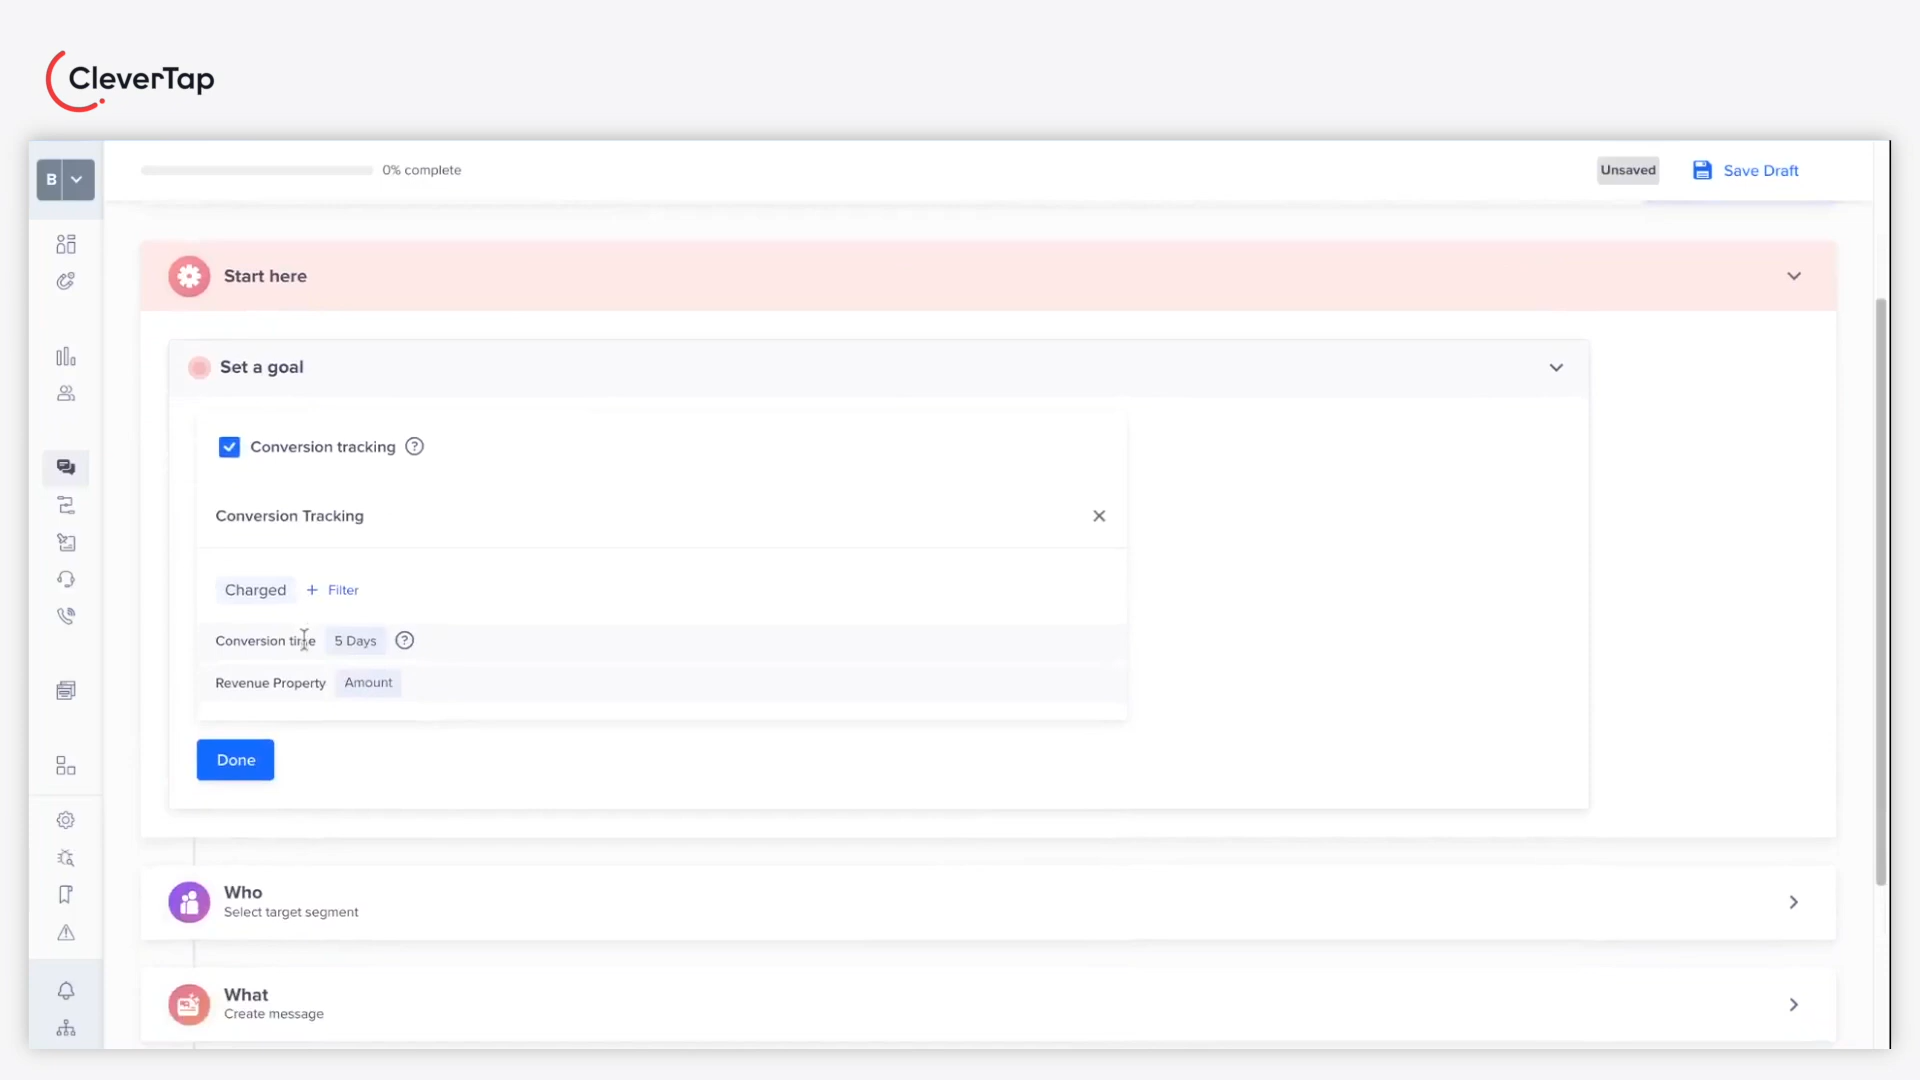 CleverTap
B
0% complete
Unsaved
Save Draft
Start here
Set a goal
Conversion tracking ?
Conversion Tracking
Charged + Filter
Conversion time 5 Days ?
Revenue Property Amount
Done
Who
Select target segment
What
Create message